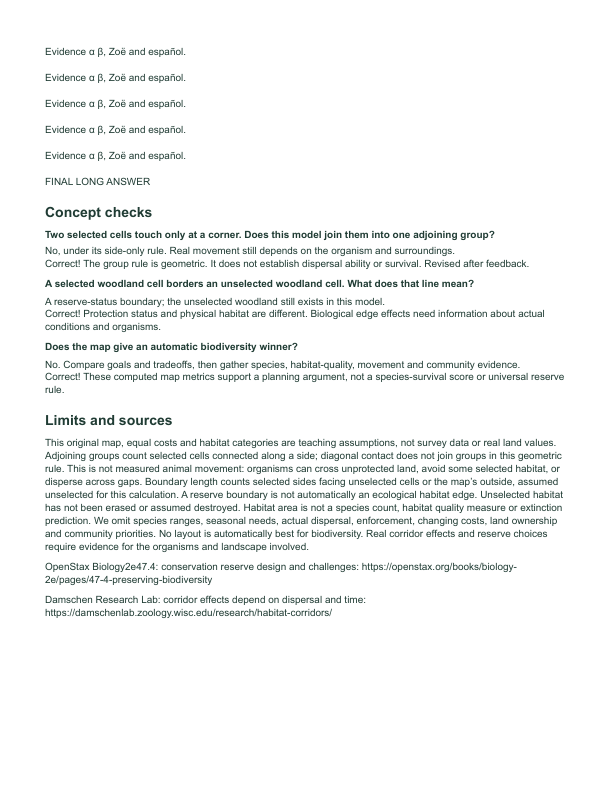 Evidence α β, Zoë and español.
Evidence α β, Zoë and español.
Evidence α β, Zoë and español.
Evidence α β, Zoë and español.
Evidence α β, Zoë and español.
FINAL LONG ANSWER
Concept checks
Two selected cells touch only at a corner. Does this model join them into one adjoining group?
No, under its side-only rule. Real movement still depends on the organism and surroundings.
Correct! The group rule is geometric. It does not establish dispersal ability or survival. Revised after feedback.
A selected woodland cell borders an unselected woodland cell. What does that line mean?
A reserve-status boundary; the unselected woodland still exists in this model.
Correct! Protection status and physical habitat are different. Biological edge effects need information about actual
conditions and organisms.
Does the map give an automatic biodiversity winner?
No. Compare goals and tradeoffs, then gather species, habitat-quality, movement and community evidence.
Correct! These computed map metrics support a planning argument, not a species-survival score or universal reserve
rule.
Limits and sources
This original map, equal costs and habitat categories are teaching assumptions, not survey data or real land values.
Adjoining groups count selected cells connected along a side; diagonal contact does not join groups in this geometric
rule. This is not measured animal movement: organisms can cross unprotected land, avoid some selected habitat, or
disperse across gaps. Boundary length counts selected sides facing unselected cells or the map’s outside, assumed
unselected for this calculation. A reserve boundary is not automatically an ecological habitat edge. Unselected habitat
has not been erased or assumed destroyed. Habitat area is not a species count, habitat quality measure or extinction
prediction. We omit species ranges, seasonal needs, actual dispersal, enforcement, changing costs, land ownership
and community priorities. No layout is automatically best for biodiversity. Real corridor effects and reserve choices
require evidence for the organisms and landscape involved.
OpenStax Biology2e47.4: conservation reserve design and challenges: https://openstax.org/books/biology-
2e/pages/47-4-preserving-biodiversity
Damschen Research Lab: corridor effects depend on dispersal and time:
https://damschenlab.zoology.wisc.edu/research/habitat-corridors/